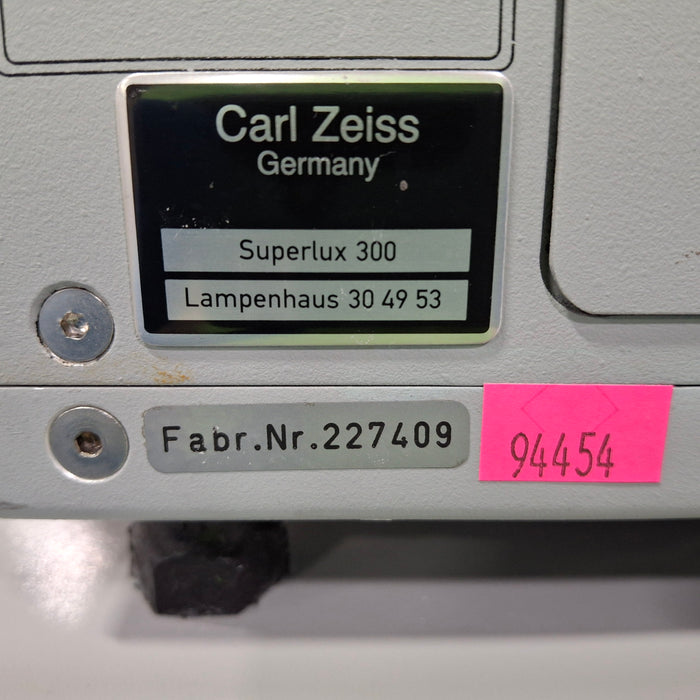 Carl Zeiss
Germany
Superlux 300
Lampenhaus 30 49 53
Fabr.Nr.227409
94454